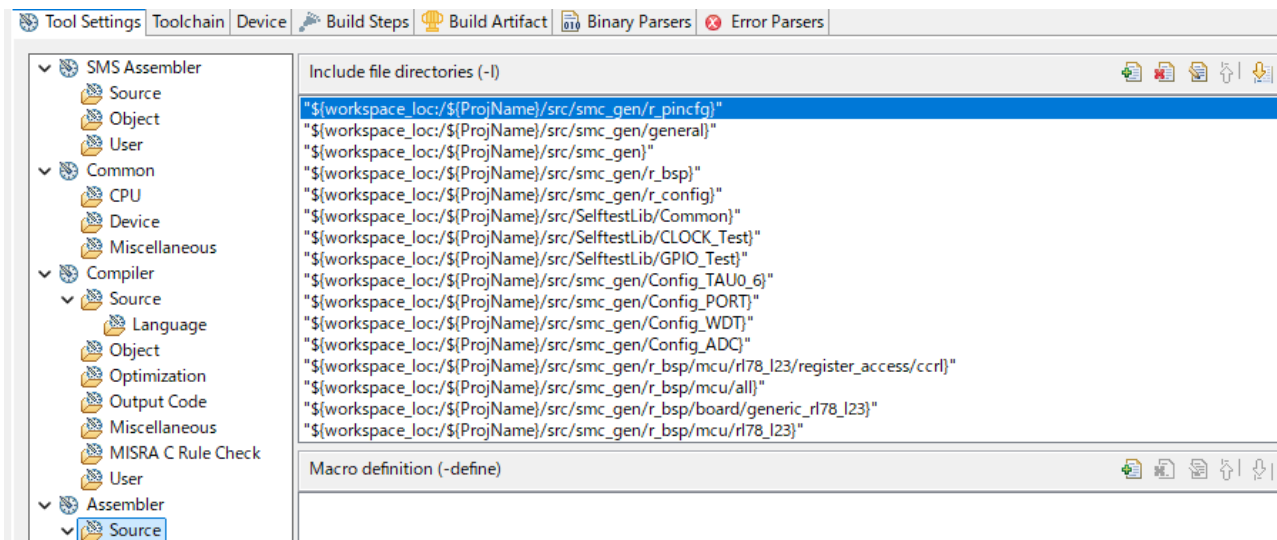 Tool Settings Toolchain Device Build Steps Build Artifact Binary Parsers Error Parsers
SMS Assembler
Source
Object
User
Common
CPU
Device
Miscellaneous
Compiler
Source
Language
Object
Optimization
Output Code
Miscellaneous
MISRA C Rule Check
User
Assembler
Source
Include file directories (-I)
"${workspace_loc:/${ProjName}/src/smc_gen/r_pincfg}"
"${workspace_loc:/${ProjName}/src/smc_gen/general}"
"${workspace_loc:/${ProjName}/src/smc_gen}"
"${workspace_loc:/${ProjName}/src/smc_gen/r_bsp}"
"${workspace_loc:/${ProjName}/src/smc_gen/r_config}"
"${workspace_loc:/${ProjName}/src/SelftestLib/Common}"
"${workspace_loc:/${ProjName}/src/SelftestLib/CLOCK_Test}"
"${workspace_loc:/${ProjName}/src/SelftestLib/GPIO_Test}"
"${workspace_loc:/${ProjName}/src/smc_gen/Config_TAU0_6}"
"${workspace_loc:/${ProjName}/src/smc_gen/Config_PORT}"
"${workspace_loc:/${ProjName}/src/smc_gen/Config_WDT}"
"${workspace_loc:/${ProjName}/src/smc_gen/Config_ADC}"
"${workspace_loc:/${ProjName}/src/smc_gen/r_bsp/mcu/rl78_l23/register_access/ccrl}"
"${workspace_loc:/${ProjName}/src/smc_gen/r_bsp/mcu/all}"
"${workspace_loc:/${ProjName}/src/smc_gen/r_bsp/board/generic_rl78_l23}"
"${workspace_loc:/${ProjName}/src/smc_gen/r_bsp/mcu/rl78_l23}"
Macro definition (-define)